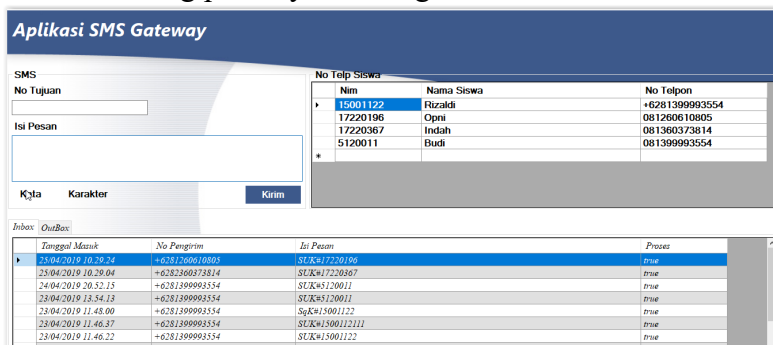 Aplikasi SMS Gateway
SMS
No Tujuan
Isi Pesan
Kata Karakter Kirim
No Telp Siswa
Nim Nama Siswa No Telpon
15001122 Rizaldi +6281399993554
17220196 Opni 081260610805
17220367 Indah 081360373814
5120011 Budi 081399993554
Inbox OutBox
Tanggal Masuk No Pengirim Isi Pesan Proses
25/04/2019 10.29.24 +6281260610805 SUK#17220196 true
25/04/2019 10.29.04 +6282360373814 SUK#17220367 true
24/04/2019 20.52.15 +6281399993554 SUK#5120011 true
23/04/2019 13.54.13 +6281399993554 SUK#5120011 true
23/04/2019 11.48.00 +6281399993554 SqK#15001122 true
23/04/2019 11.46.37 +6281399993554 SUK#1500112111 true
23/04/2019 11.46.22 +6281399993554 SUK#15001122 true